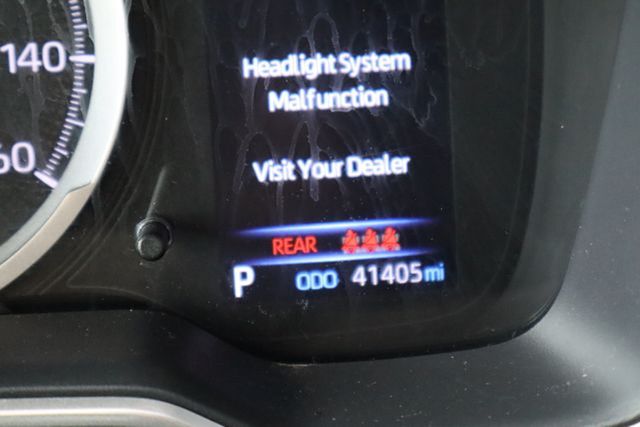 140
60
Headlight System
Malfunction
Visit Your Dealer
REAR
P ODO 41405 mi